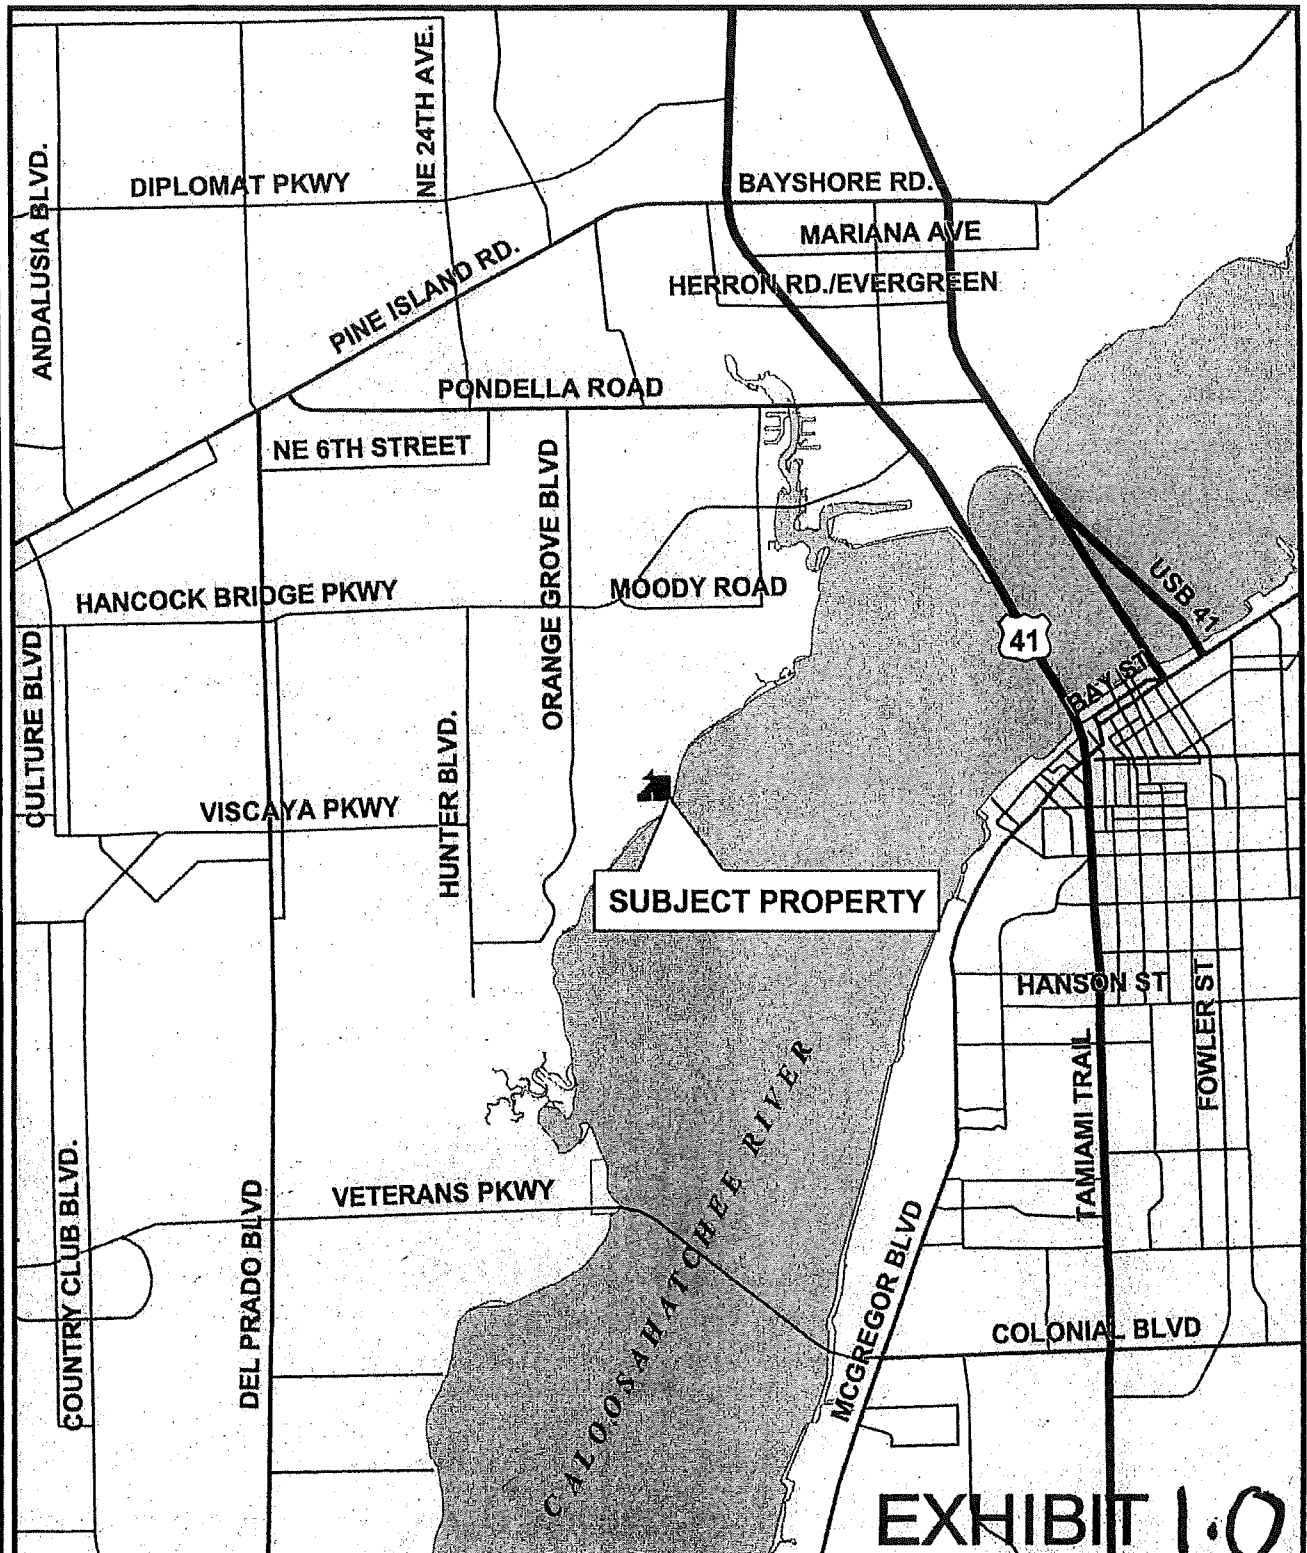 NE 24TH AVE.
ANDALUSIA BLVD.
DIPLOMAT PKWY
BAYSHORE RD.
MARIANA AVE
PINE ISLAND RD.
HERRON RD./EVERGREEN
PONDELLA ROAD
NE 6TH STREET
ORANGE GROVE BLVD
HANCOCK BRIDGE PKWY
MOODY ROAD
USB 41
41
BAY ST
CULTURE BLVD.
HUNTER BLVD.
VISCAYA PKWY
SUBJECT PROPERTY
HANSON ST
FOWLER ST
TAMIAMI TRAIL
CALOOSAHATCHEE RIVER
COUNTRY CLUB BLVD.
DEL PRADO BLVD
VETERANS PKWY
MCGREGOR BLVD
COLONIAL BLVD
EXHIBIT 1.0